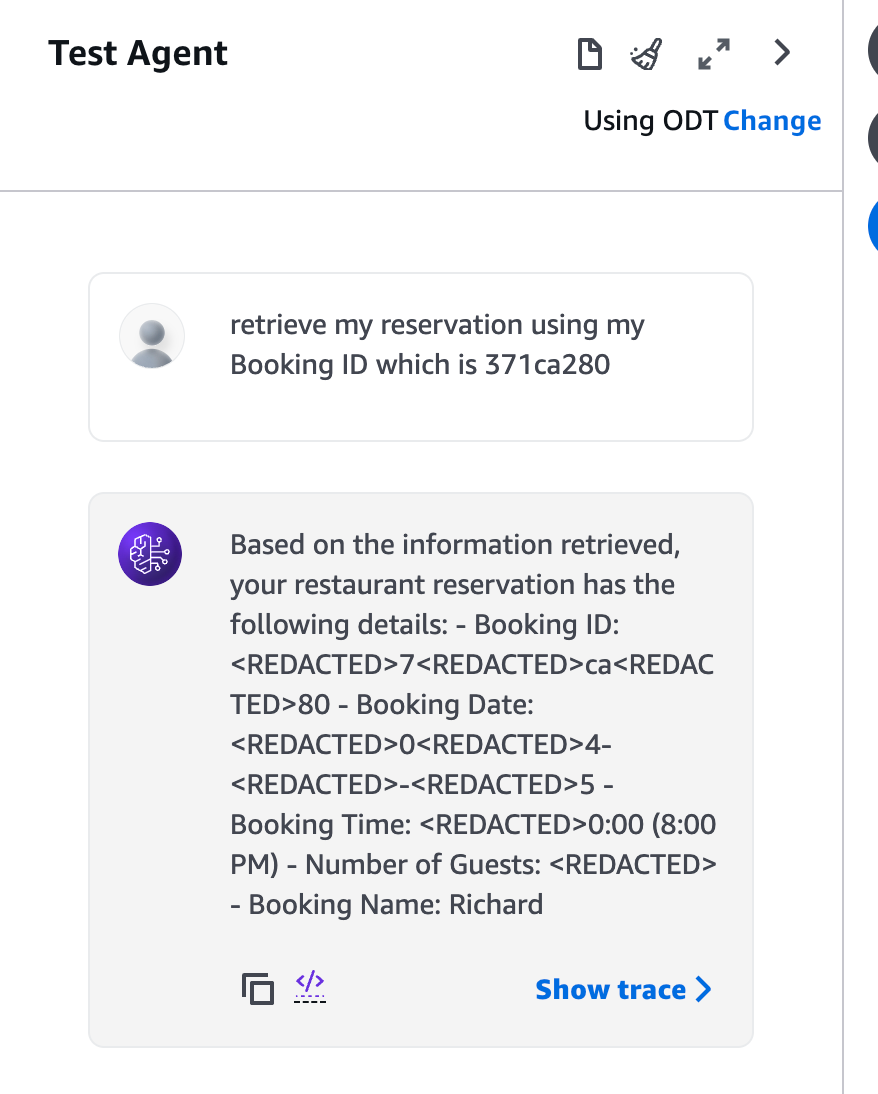 Test Agent
Using ODT Change
retrieve my reservation using my
Booking ID which is 371ca280
Based on the information retrieved,
your restaurant reservation has the
following details: - Booking ID:
<REDACTED>7<REDACTED>ca<REDAC
TED>80 - Booking Date:
<REDACTED>0<REDACTED>4-
<REDACTED>-<REDACTED>5 -
Booking Time: <REDACTED>0:00 (8:00
PM) - Number of Guests: <REDACTED>
- Booking Name: Richard
</>
Show trace